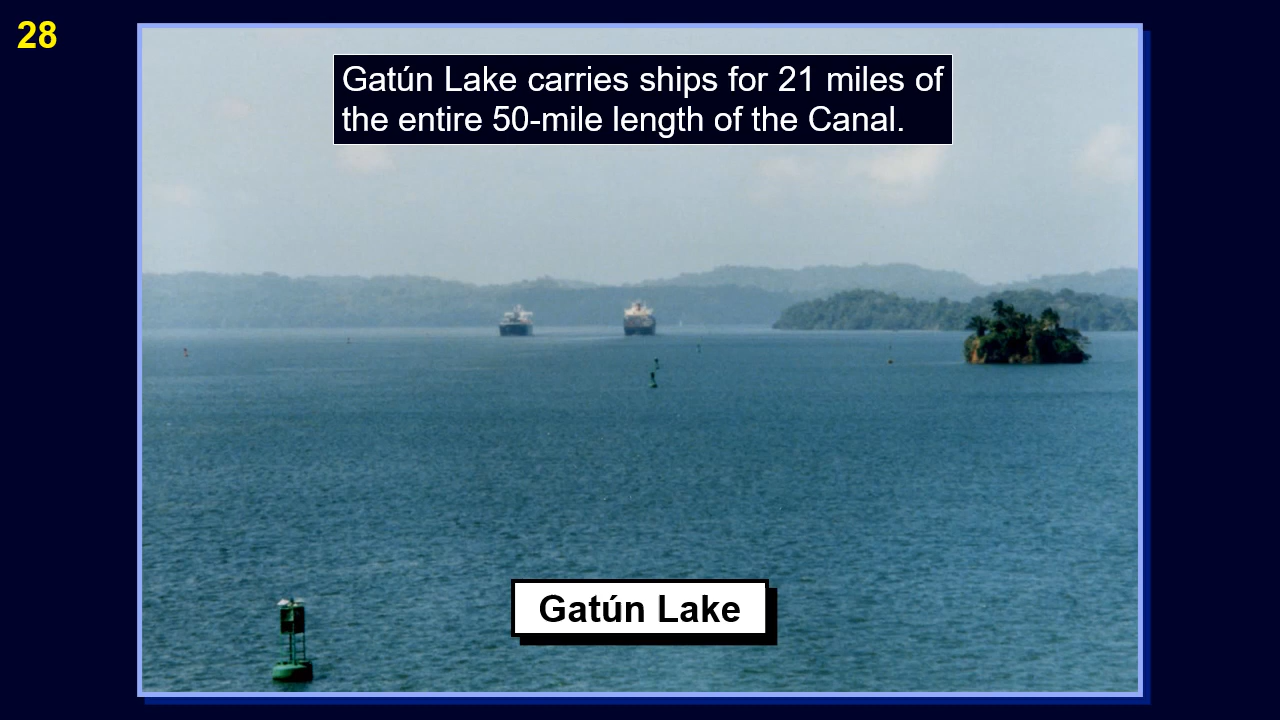 28
Gatún Lake carries ships for 21 miles of
the entire 50-mile length of the Canal.
Gatún Lake